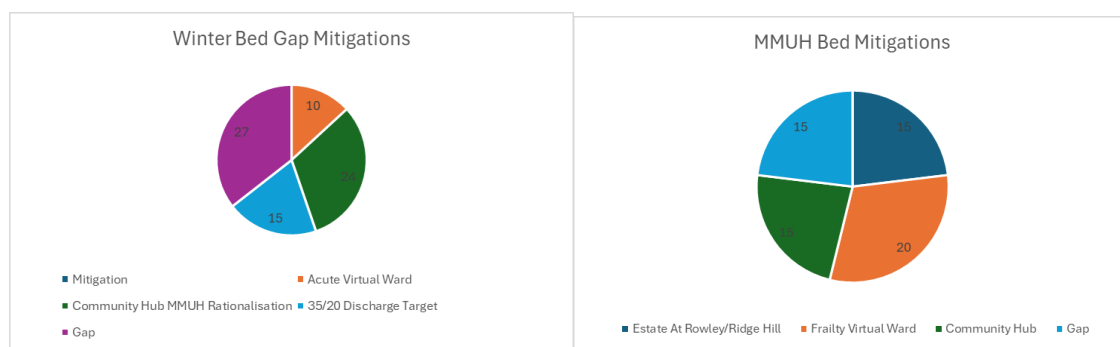 Winter Bed Gap Mitigations
10
27
24
15
Mitigation
Acute Virtual Ward
Community Hub MMUH Rationalisation
35/20 Discharge Target
Gap
MMUH Bed Mitigations
15
15
15
20
Estate At Rowley/Ridge Hill
Frailty Virtual Ward
Community Hub
Gap